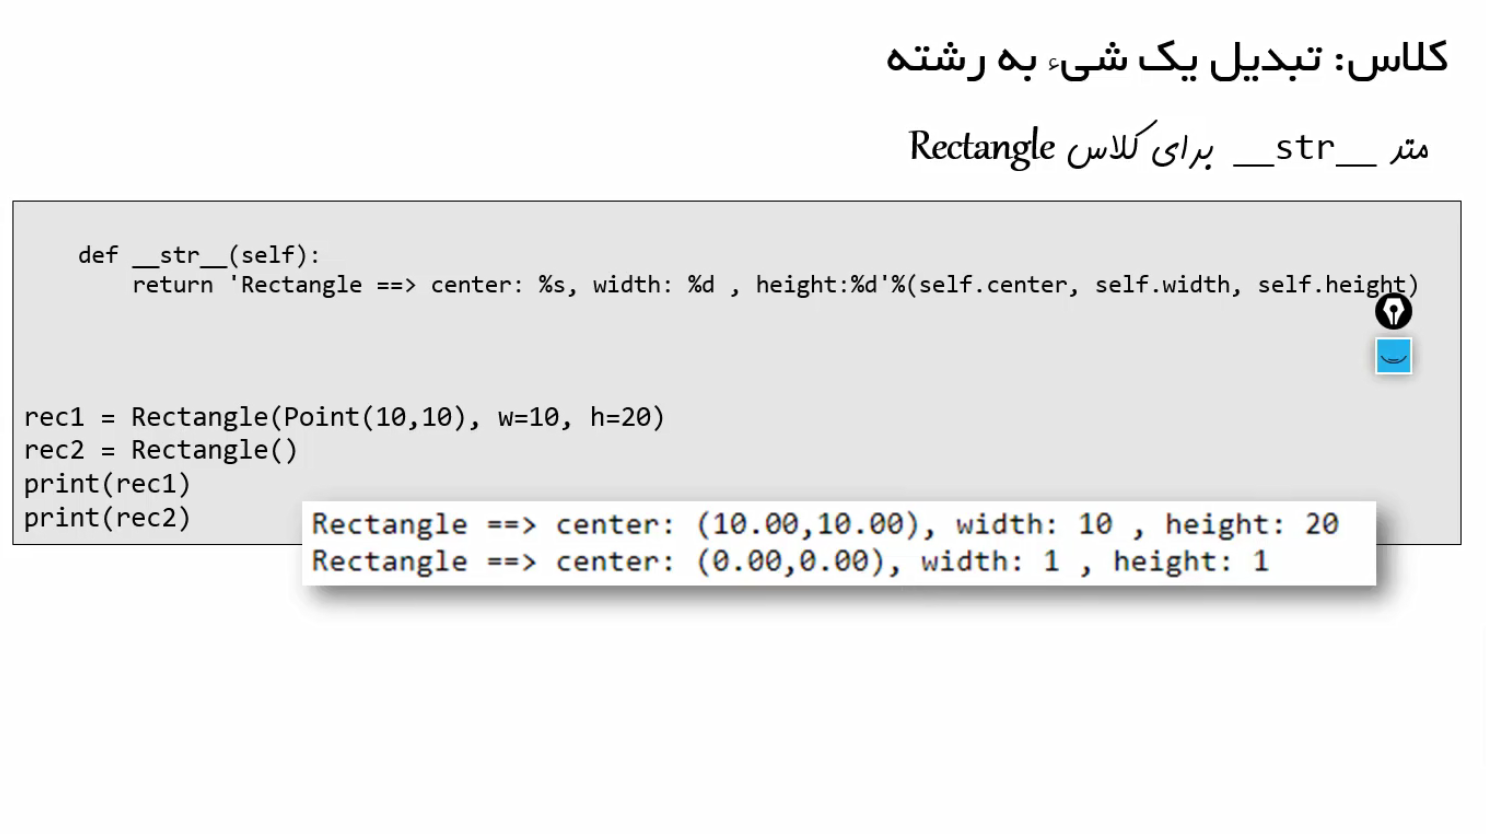 کلاس: تبدیل یک شیء به رشته
متر __str__ برای کلاس Rectangle
def __str__(self):
return 'Rectangle ==> center: %s, width: %d , height:%d'%(self.center, self.width, self.height)
rec1 = Rectangle(Point(10,10), w=10, h=20)
rec2 = Rectangle()
print(rec1)
print(rec2)
Rectangle ==> center: (10.00,10.00), width: 10 , height: 20
Rectangle ==> center: (0.00,0.00), width: 1 , height: 1